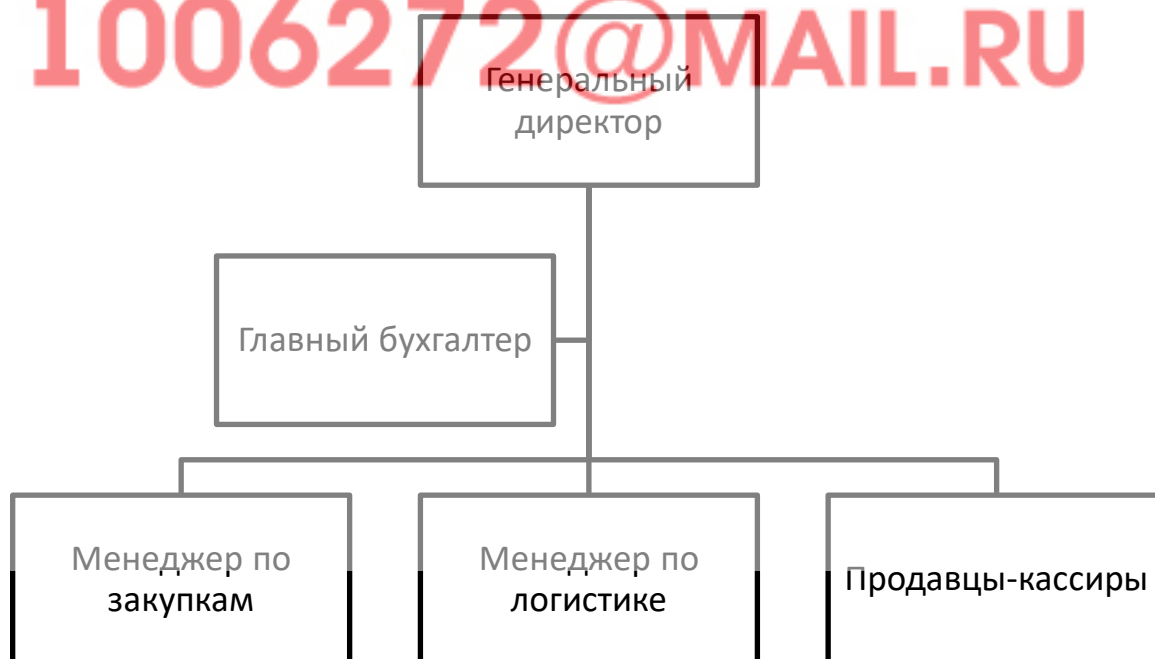 1006272@MAIL.RU
Генеральный
директор
Главный бухгалтер
Менеджер по
закупкам
Менеджер по
логистике
Продавцы-кассиры